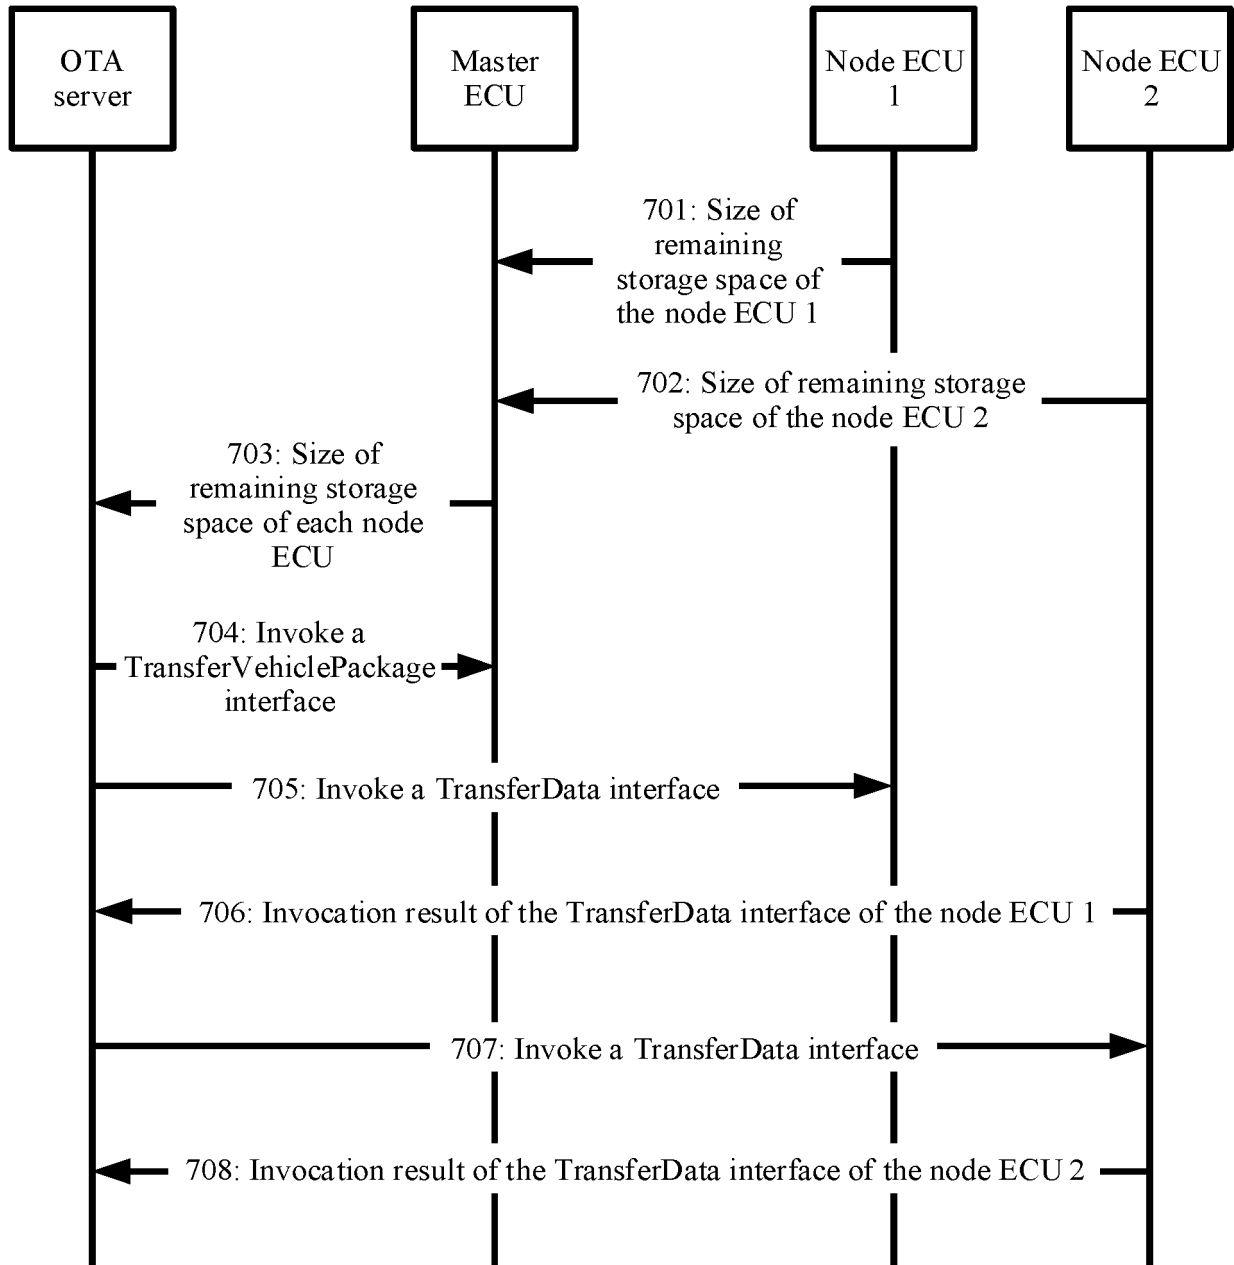 OTA
server
Master
ECU
Node ECU
1
Node ECU
2
701: Size of
remaining
storage space of
the node ECU 1
702: Size of remaining storage
space of the node ECU 2
703: Size of
remaining storage
space of each node
ECU
704: Invoke a
TransferVehiclePackage
interface
705: Invoke a TransferData interface
706: Invocation result of the TransferData interface of the node ECU 1
707: Invoke a TransferData interface
708: Invocation result of the TransferData interface of the node ECU 2